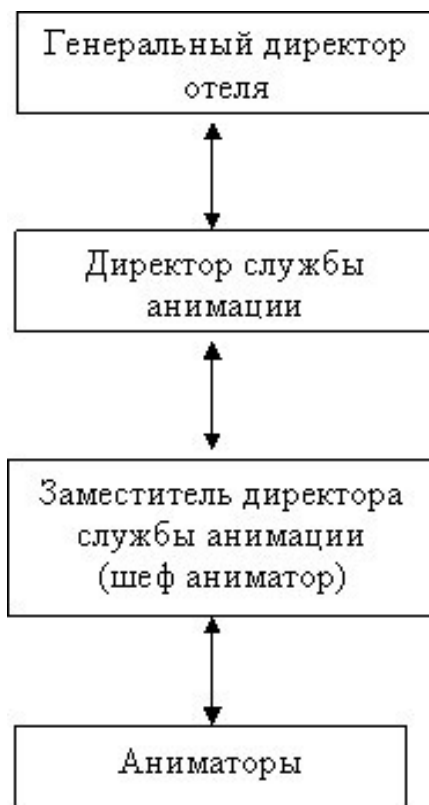 Генеральный директор
отеля
Директор службы
анимации
Заместитель директора
службы анимации
(шеф аниматор)
Аниматоры